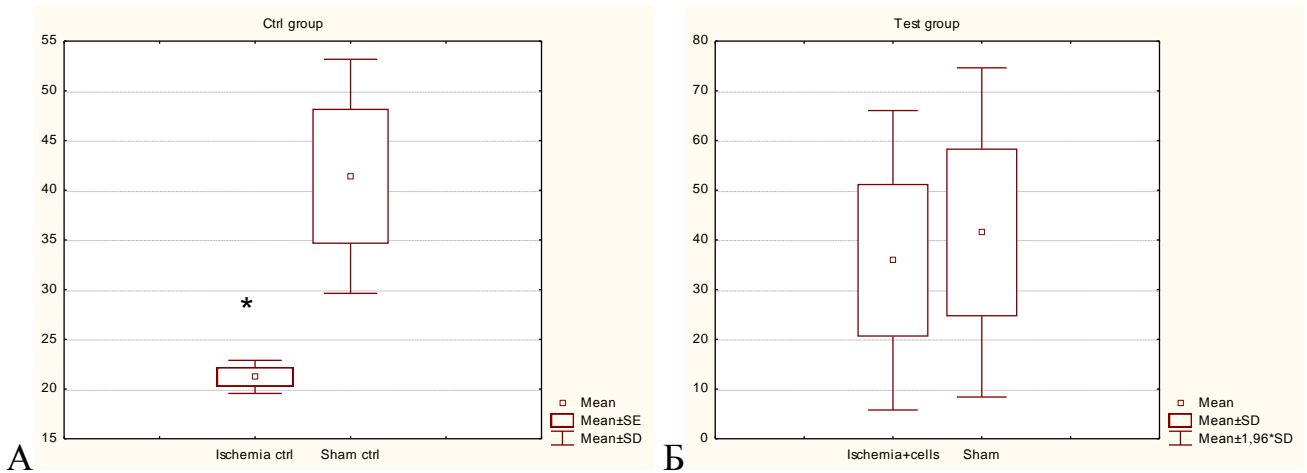 Ctrl group
55
50
45
40
35
30
25
20
15
*
Ischemia ctrl Sham ctrl
Mean
Mean±SE
Mean±SD
А
Test group
80
70
60
50
40
30
20
10
0
Ischemia+cells Sham
Mean
Mean±SD
Mean±1,96*SD
Б